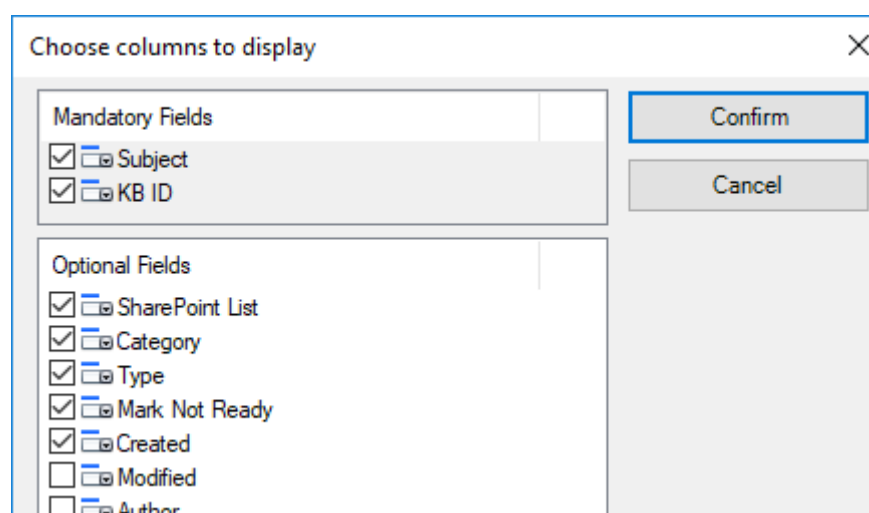 Choose columns to display
Mandatory Fields
Subject
KB ID
Confirm
Cancel
Optional Fields
SharePoint List
Category
Type
Mark Not Ready
Created
Modified
Author